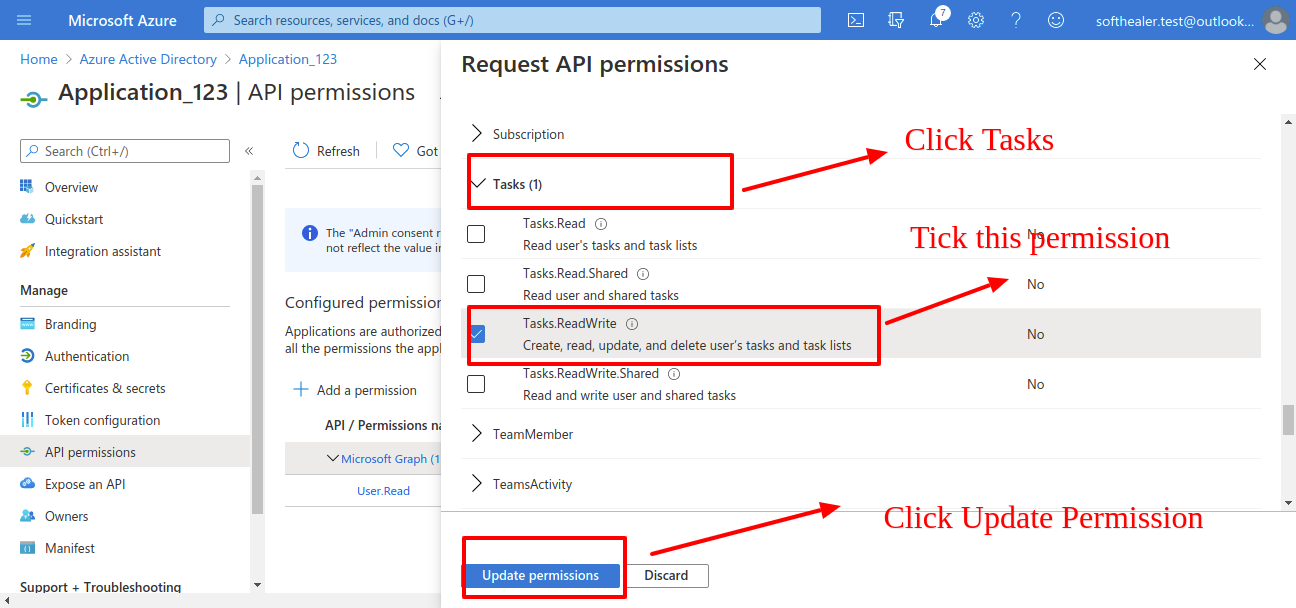 Microsoft Azure
Search resources, services, and docs (G+/)
7
softhealer.test@outlook...
Home > Azure Active Directory > Application_123
Application_123 | API permissions
Search (Ctrl+/)
«
Overview
Quickstart
Integration assistant
Manage
Branding
Authentication
Certificates & secrets
Token configuration
API permissions
Expose an API
Owners
Manifest
Support + Troubleshooting
Refresh
Got
The "Admin consent r
not reflect the value in
Configured permission
Applications are authorized
all the permissions the appl
Add a permission
API / Permissions na
Microsoft Graph (1
User.Read
Request API permissions
Subscription
Click Tasks
Tasks (1)
Tasks.Read
Read user's tasks and task lists
No
Tick this permission
Tasks.Read.Shared
Read user and shared tasks
No
Tasks.ReadWrite
Create, read, update, and delete user's tasks and task lists
No
Tasks.ReadWrite.Shared
Read and write user and shared tasks
No
TeamMember
TeamsActivity
Click Update Permission
Update permissions
Discard